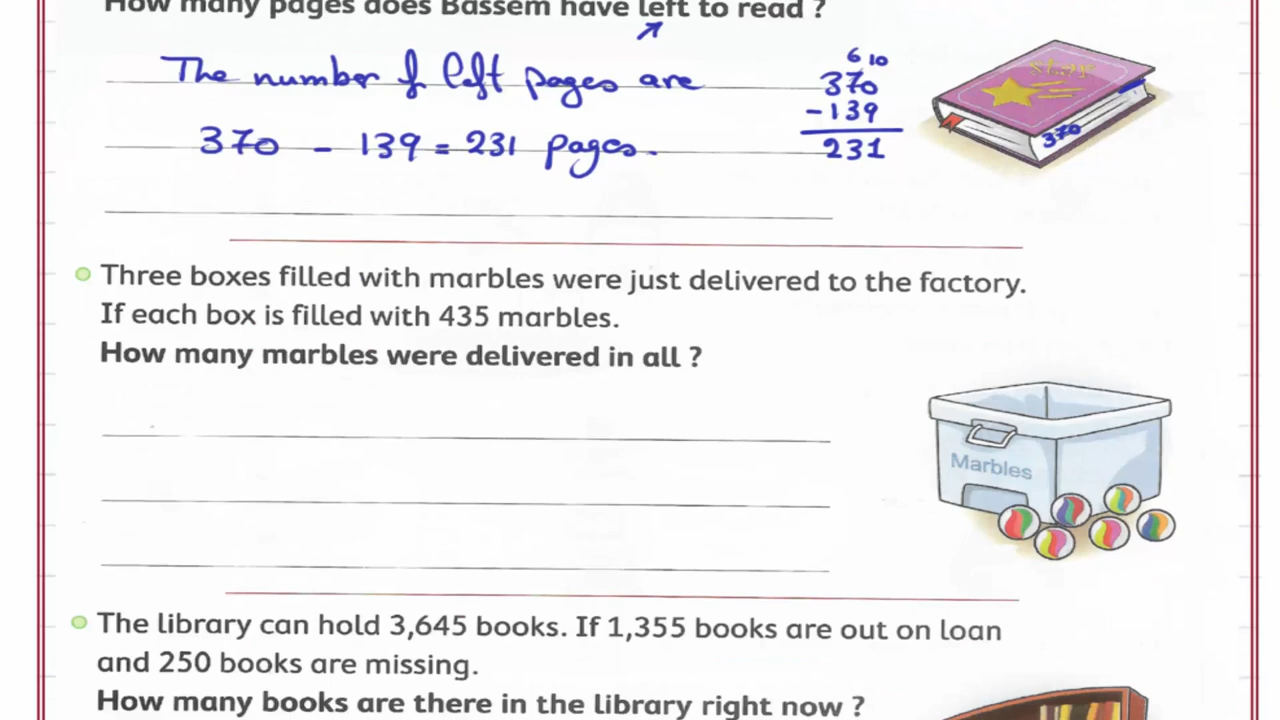 How many pages does Bassem have left to read ?
The number of left pages are
370 - 139 = 231 pages.
6 10
370
-139
231
370
Three boxes filled with marbles were just delivered to the factory.
If each box is filled with 435 marbles.
How many marbles were delivered in all ?
Marbles
The library can hold 3,645 books. If 1,355 books are out on loan
and 250 books are missing.
How many books are there in the library right now ?